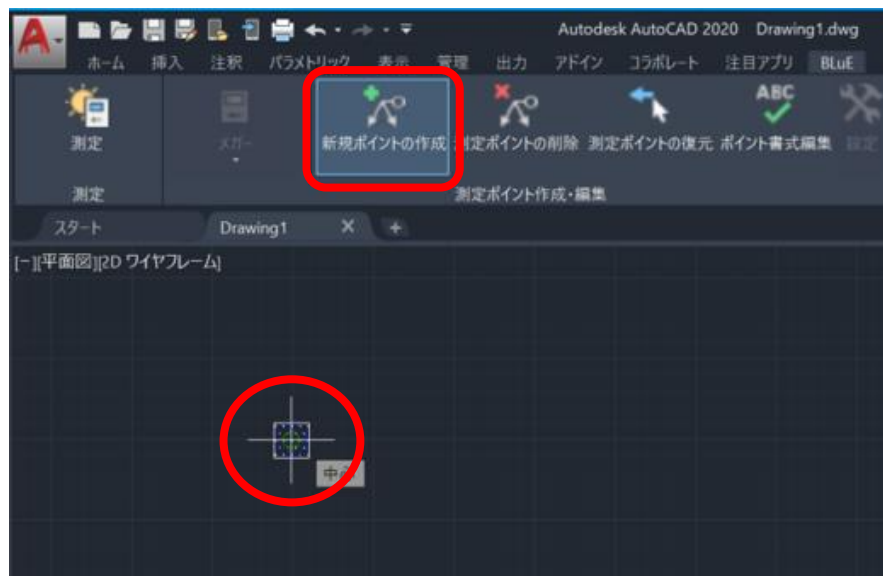 Autodesk AutoCAD 2020 Drawing1.dwg
ホーム 挿入 注釈 パラメトリック 表示 管理 出力 アドイン コラボレート 注目アプリ BLuE
測定 メガー 新規ポイントの作成 測定ポイントの削除 測定ポイントの復元 ポイント書式編集 設定
測定 測定ポイント作成・編集
スタート Drawing1
[−][平面図][2D ワイヤフレーム]
中心